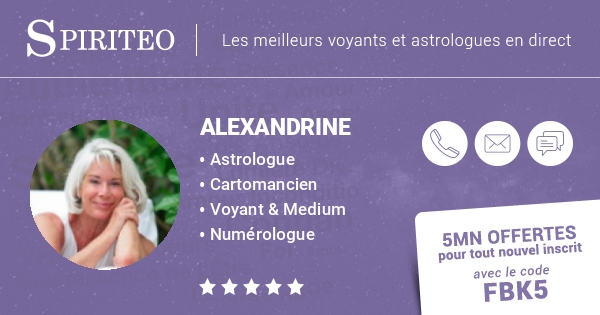 SPIRITEO
Les meilleurs voyants et astrologues en direct
ALEXANDRINE
• Astrologue
• Cartomancien
• Voyant & Medium
• Numérologue
5MN OFFERTES
pour tout nouvel inscrit
avec le code
FBK5